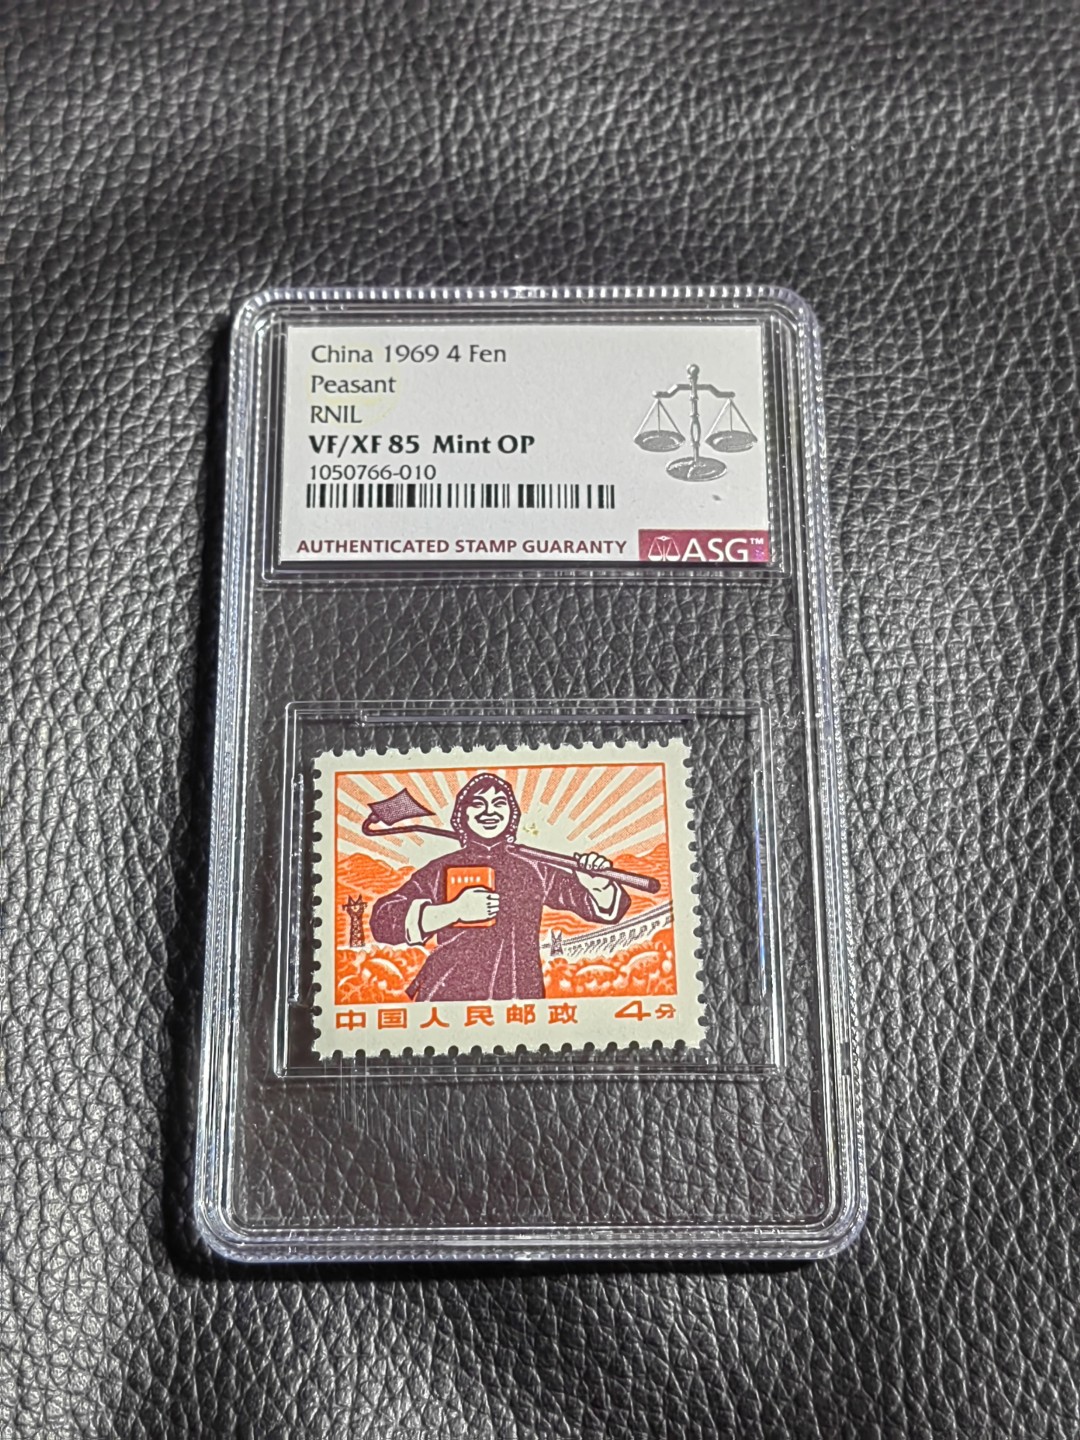 China 1969 4 Fen
Peasant
RNIL
VF/XF 85 Mint OP
1050766-010
AUTHENTICATED STAMP GUARANTY ASG™
中国人民邮政 4分